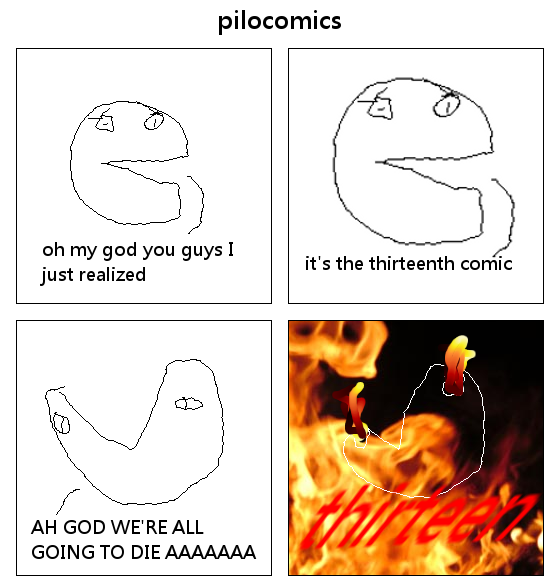 pilocomics
oh my god you guys I
just realized
it's the thirteenth comic
AH GOD WE'RE ALL
GOING TO DIE AAAAAAA
thirteen